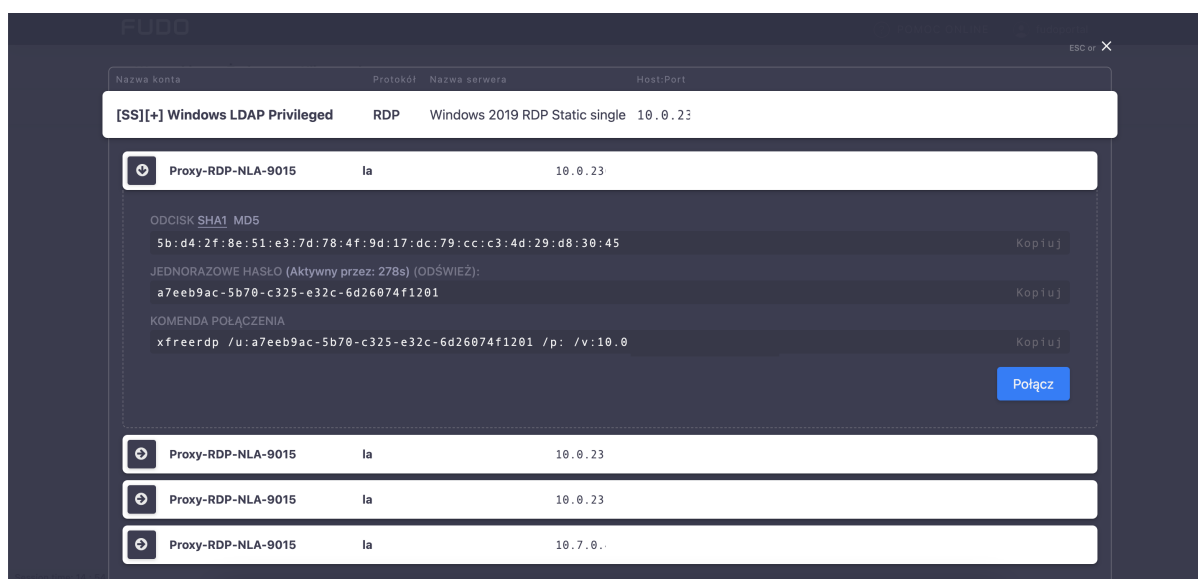 FUDO
ESC or ×
Nazwa konta Protokół Nazwa serwera Host:Port
[SS][+] Windows LDAP Privileged RDP Windows 2019 RDP Static single 10.0.23
Proxy-RDP-NLA-9015 la 10.0.23
ODCISK SHA1 MD5
5b:d4:2f:8e:51:e3:7d:78:4f:9d:17:dc:79:cc:c3:4d:29:d8:30:45 Kopiuj
JEDNORAZOWE HASŁO (Aktywny przez: 278s) (ODŚWIEŻ):
a7eeb9ac-5b70-c325-e32c-6d26074f1201 Kopiuj
KOMENDA POŁĄCZENIA
xfreerdp /u:a7eeb9ac-5b70-c325-e32c-6d26074f1201 /p: /v:10.0 Kopiuj
Połącz
Proxy-RDP-NLA-9015 la 10.0.23
Proxy-RDP-NLA-9015 la 10.0.23
Proxy-RDP-NLA-9015 la 10.7.0.